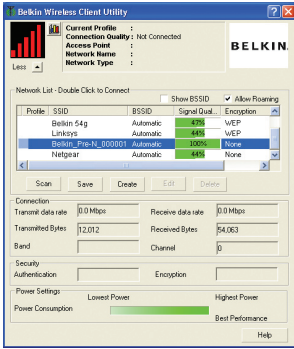 Belkin Wireless Client Utility
Current Profile :
Connection Quality : Not Connected
Access Point :
Network Name :
Network Type :
BELKIN.
Less
Network List - Double Click to Connect
Show BSSID Allow Roaming
Profile SSID BSSID Signal Qual... Encryption
Belkin 54g Automatic 47% WEP
Linksys Automatic 44% WEP
Belkin_Pre-N_000001 Automatic 100% None
Netgear Automatic 44% None
Scan Save Create Edit Delete
Connection
Transmit data rate 0.0 Mbps Receive data rate 0.0 Mbps
Transmitted Bytes 12,012 Received Bytes 54,063
Band Channel 0
Security
Authentication Encryption
Power Settings
Lowest Power Highest Power
Power Consumption
Best Performance
Help